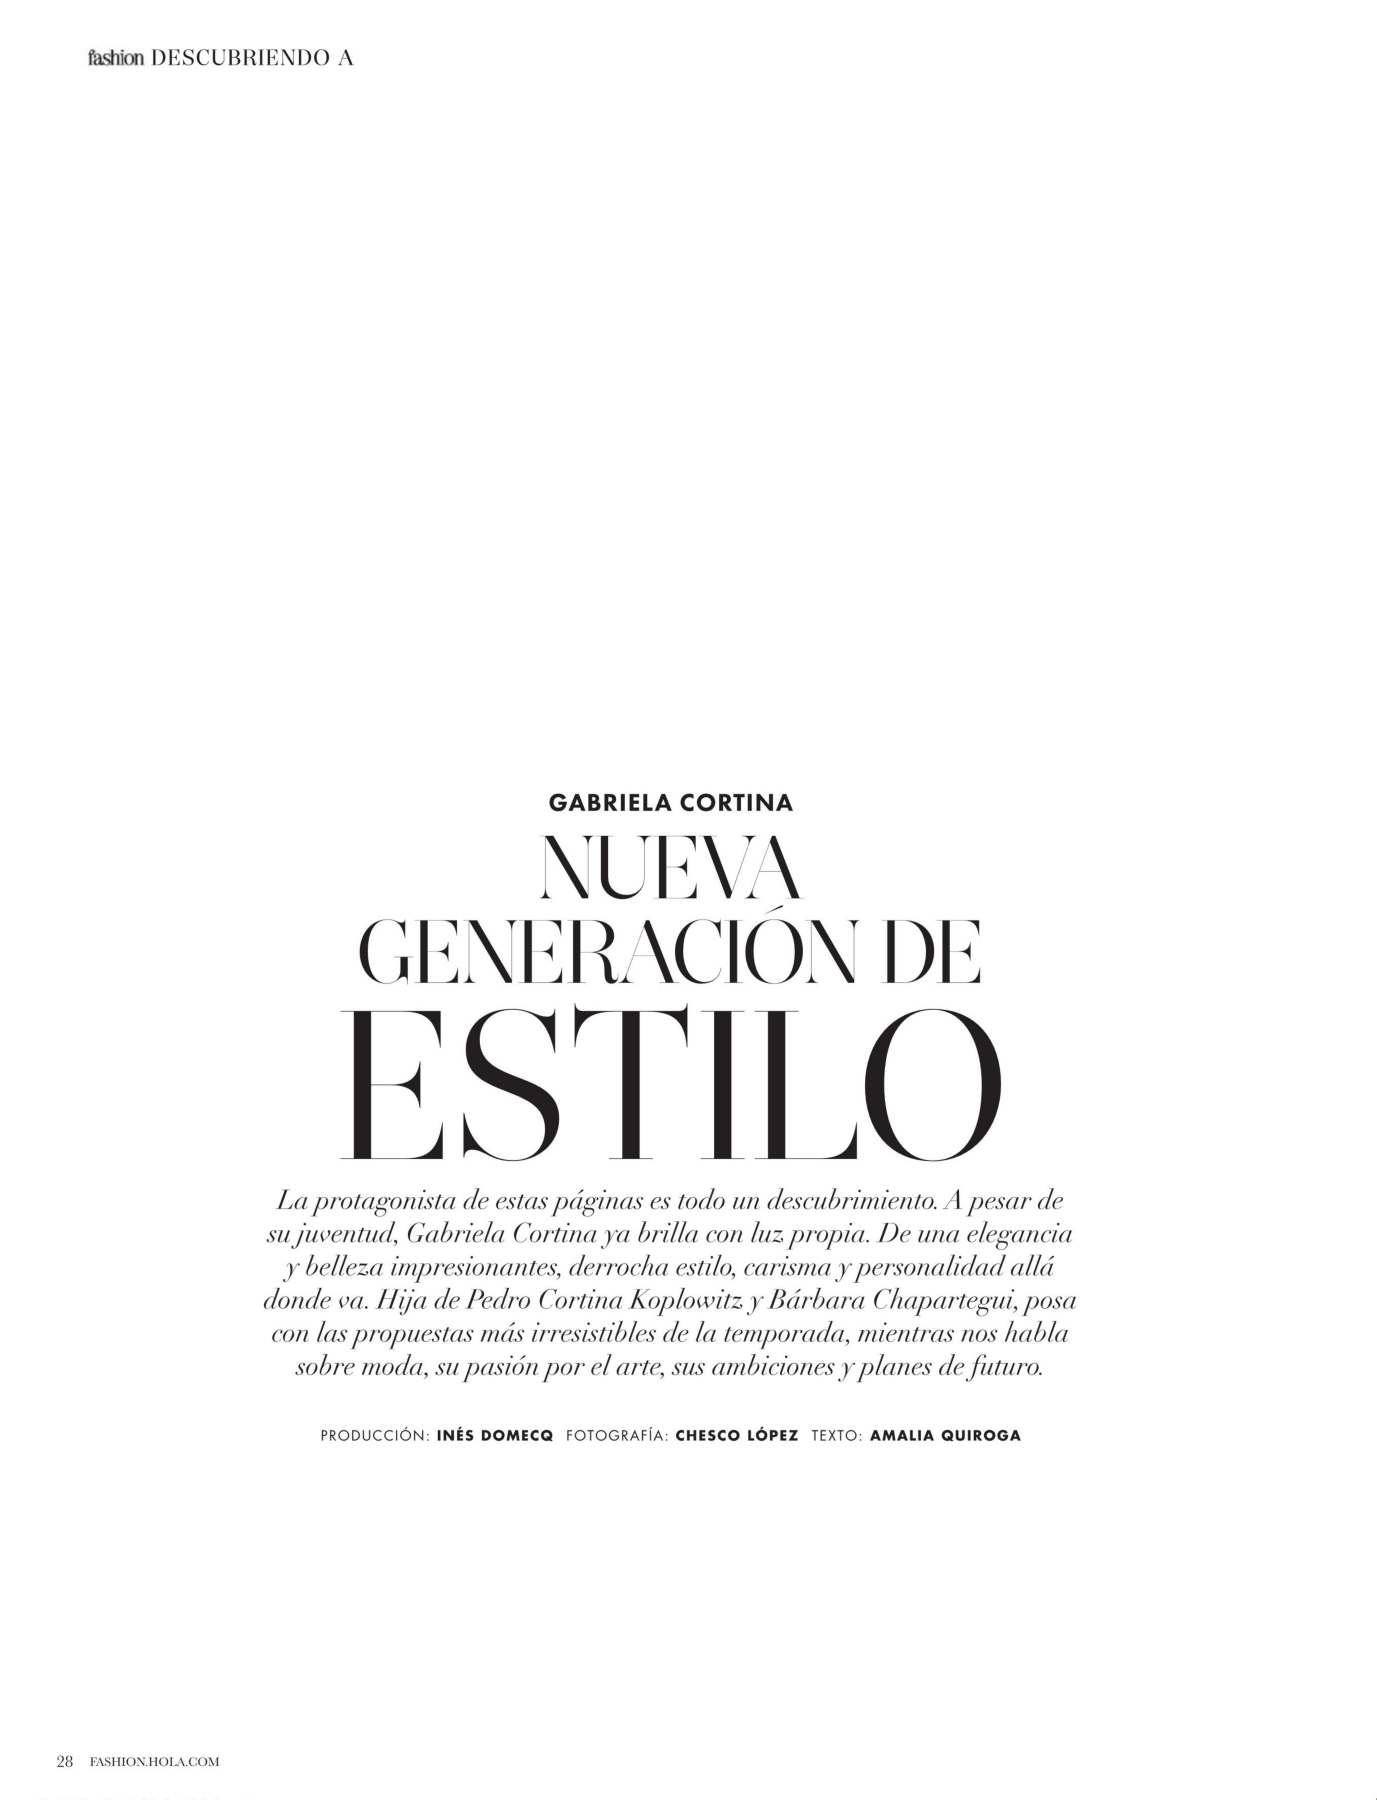 fashion DESCUBRIENDO A
GABRIELA CORTINA
NUEVA
GENERACIÓN DE
ESTILO
La protagonista de estas páginas es todo un descubrimiento. A pesar de
su juventud, Gabriela Cortina ya brilla con luz propia. De una elegancia
y belleza impresionantes, derrocha estilo, carisma y personalidad allá
donde va. Hija de Pedro Cortina Koplowitz y Bárbara Chapartegui, posa
con las propuestas más irresistibles de la temporada, mientras nos habla
sobre moda, su pasión por el arte, sus ambiciones y planes de futuro.
PRODUCCIÓN: INÉS DOMECQ FOTOGRAFÍA: CHESCO LÓPEZ TEXTO: AMALIA QUIROGA
28 FASHION.HOLA.COM